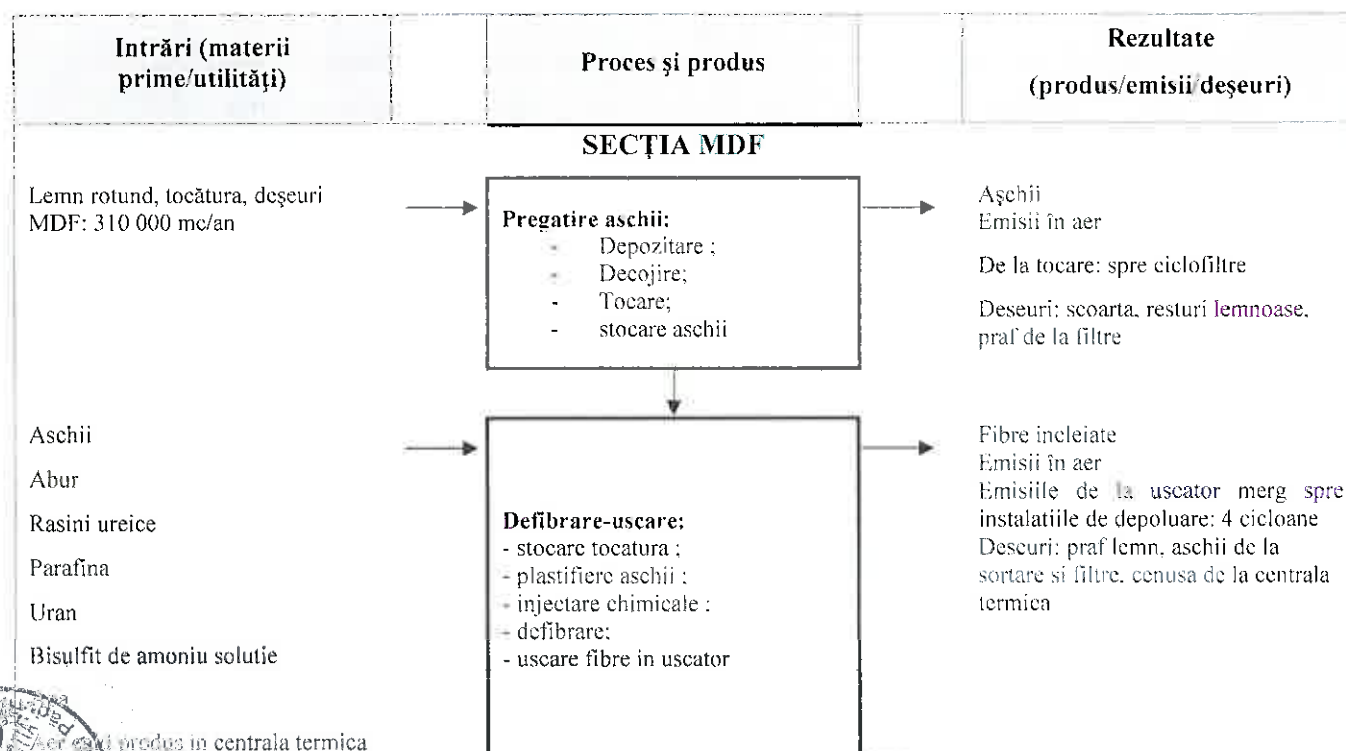 Intrări (materii
prime/utilităţi)
Proces şi produs
Rezultate
(produs/emisii/deşeuri)
SECŢIA MDF
Lemn rotund, tocătura, deşeuri
MDF: 310 000 mc/an
Pregatire aschii:
- Depozitare ;
- Decojire;
- Tocare;
- stocare aschii
Aşchii
Emisii în aer
De la tocare: spre ciclofiltre
Deseuri: scoarta, resturi lemnoase,
praf de la filtre
Aschii
Abur
Rasini ureice
Parafina
Uran
Bisulfit de amoniu solutie
produs in centrala termica
Defibrare-uscare:
- stocare tocatura ;
- plastifiere aschii ;
- injectare chimicale ;
- defibrare;
- uscare fibre in uscator
Fibre incleiate
Emisii în aer
Emisiile de la uscator merg spre
instalatiile de depoluare: 4 cicloane
Deseuri: praf lemn, aschii de la
sortare si filtre, cenusa de la centrala
termica